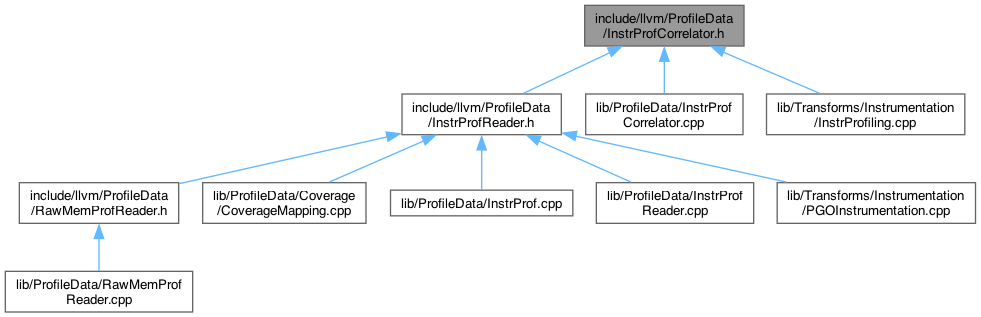 include/llvm/ProfileData
/InstrProfCorrelator.h
include/llvm/ProfileData
/InstrProfReader.h
lib/ProfileData/InstrProf
Correlator.cpp
lib/Transforms/Instrumentation
/InstrProfiling.cpp
include/llvm/ProfileData
/RawMemProfReader.h
lib/ProfileData/Coverage
/CoverageMapping.cpp
lib/ProfileData/InstrProf.cpp
lib/ProfileData/InstrProf
Reader.cpp
lib/Transforms/Instrumentation
/PGOInstrumentation.cpp
lib/ProfileData/RawMemProf
Reader.cpp